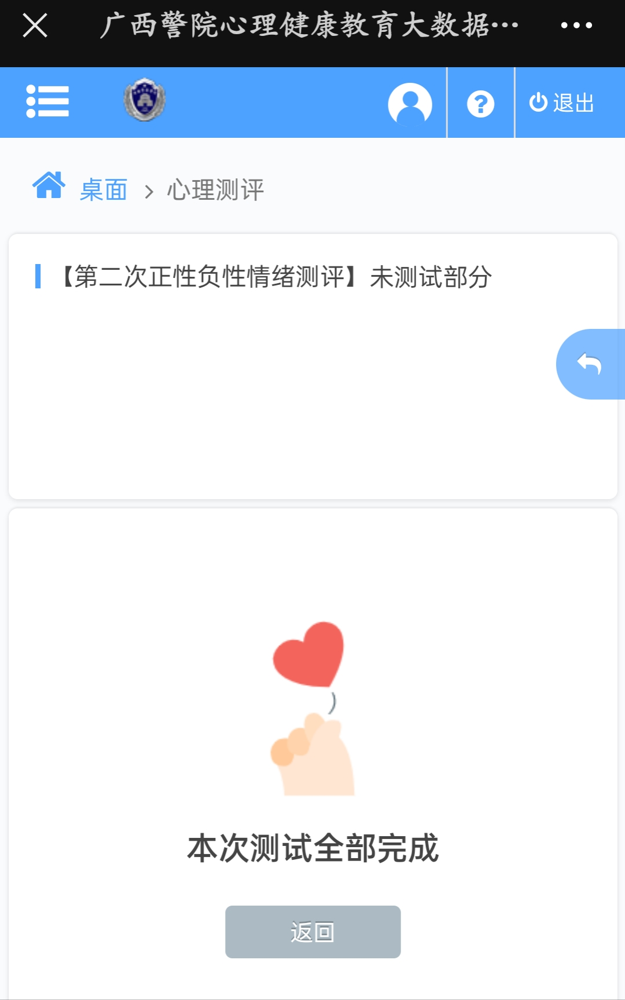 广西警院心理健康教育大数据···
退出
桌面 > 心理测评
【第二次正性负性情绪测评】未测试部分
本次测试全部完成
返回